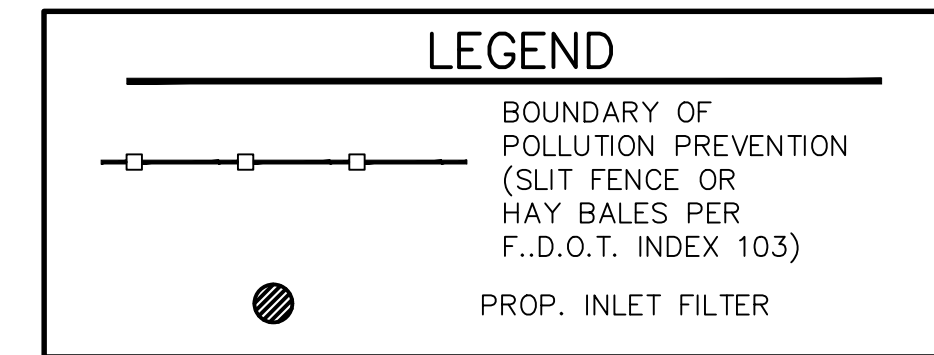 LEGEND
BOUNDARY OF
POLLUTION PREVENTION
(SLIT FENCE OR
HAY BALES PER
F..D.O.T. INDEX 103)
PROP. INLET FILTER